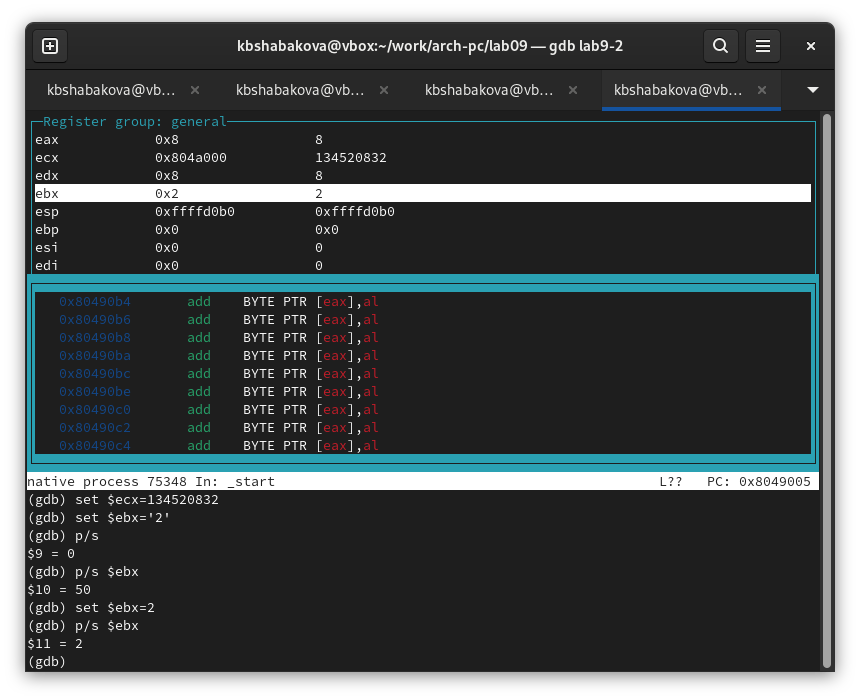 kbshabakova@vbox:~/work/arch-pc/lab09 — gdb lab9-2
kbshabakova@vb... × kbshabakova@vb... × kbshabakova@vb... × kbshabakova@vb... ×
Register group: general
eax 0x8 8
ecx 0x804a000 134520832
edx 0x8 8
ebx 0x2 2
esp 0xffffd0b0 0xffffd0b0
ebp 0x0 0x0
esi 0x0 0
edi 0x0 0
0x80490b4 add BYTE PTR [eax],al
0x80490b6 add BYTE PTR [eax],al
0x80490b8 add BYTE PTR [eax],al
0x80490ba add BYTE PTR [eax],al
0x80490bc add BYTE PTR [eax],al
0x80490be add BYTE PTR [eax],al
0x80490c0 add BYTE PTR [eax],al
0x80490c2 add BYTE PTR [eax],al
0x80490c4 add BYTE PTR [eax],al
native process 75348 In: _start L?? PC: 0x8049005
(gdb) set $ecx=134520832
(gdb) set $ebx='2'
(gdb) p/s
$9 = 0
(gdb) p/s $ebx
$10 = 50
(gdb) set $ebx=2
(gdb) p/s $ebx
$11 = 2
(gdb)